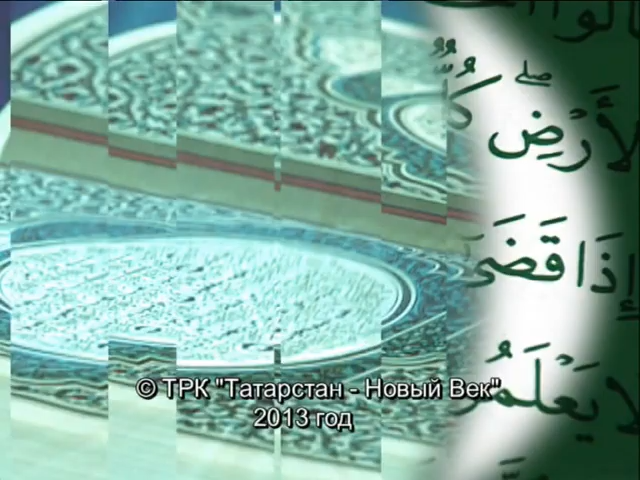 لْأَرْضِ ۖ كُلٌّ
إِذَا قَضَىٰ
لَا يَعْلَمُو
© ТРК "Татарстан - Новый Век"
2013 год